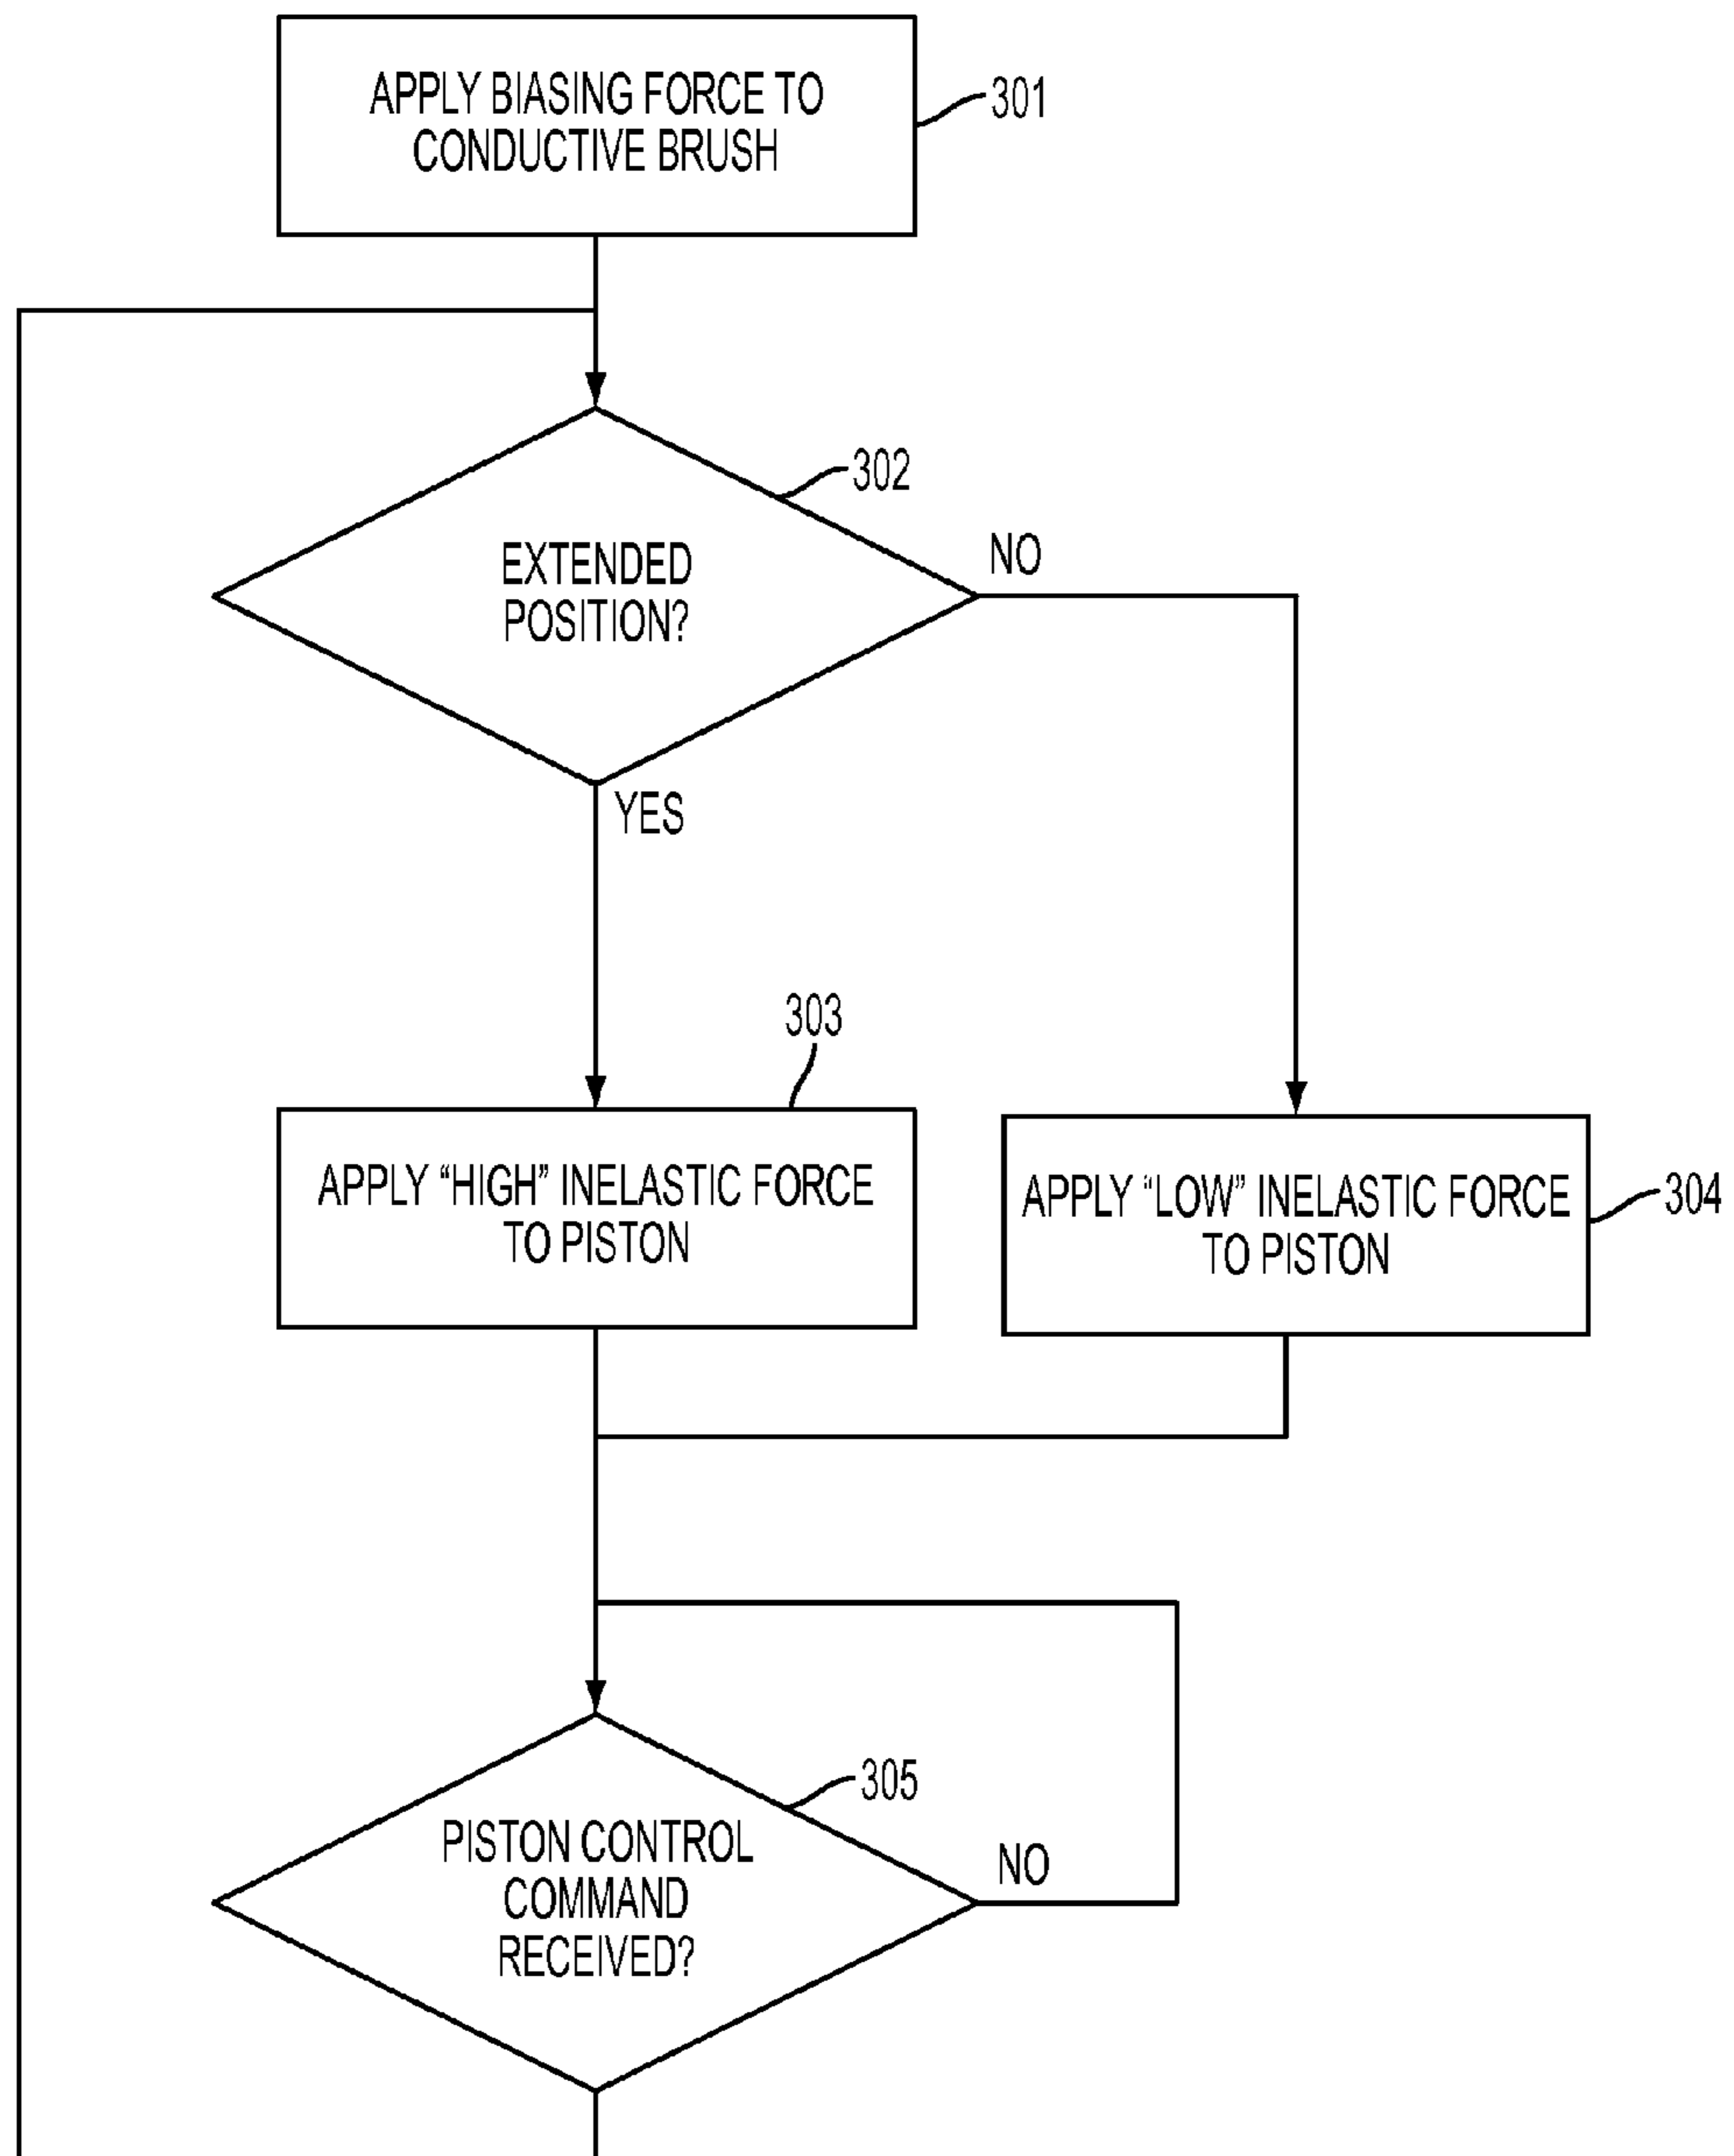 APPLY BIASING FORCE TO
CONDUCTIVE BRUSH
301
302
EXTENDED
POSITION?
NO
YES
303
APPLY “HIGH” INELASTIC FORCE
TO PISTON
APPLY “LOW” INELASTIC FORCE
TO PISTON
304
305
PISTON CONTROL
COMMAND
RECEIVED?
NO